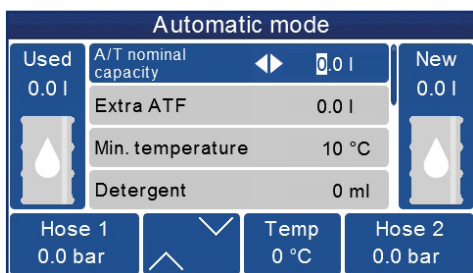 Automatic mode
Used
0.0 l
A/T nominal
capacity
0.0 l
Extra ATF
0.0 l
Min. temperature
10 °C
Detergent
0 ml
New
0.0 l
Hose 1
0.0 bar
Temp
0 °C
Hose 2
0.0 bar